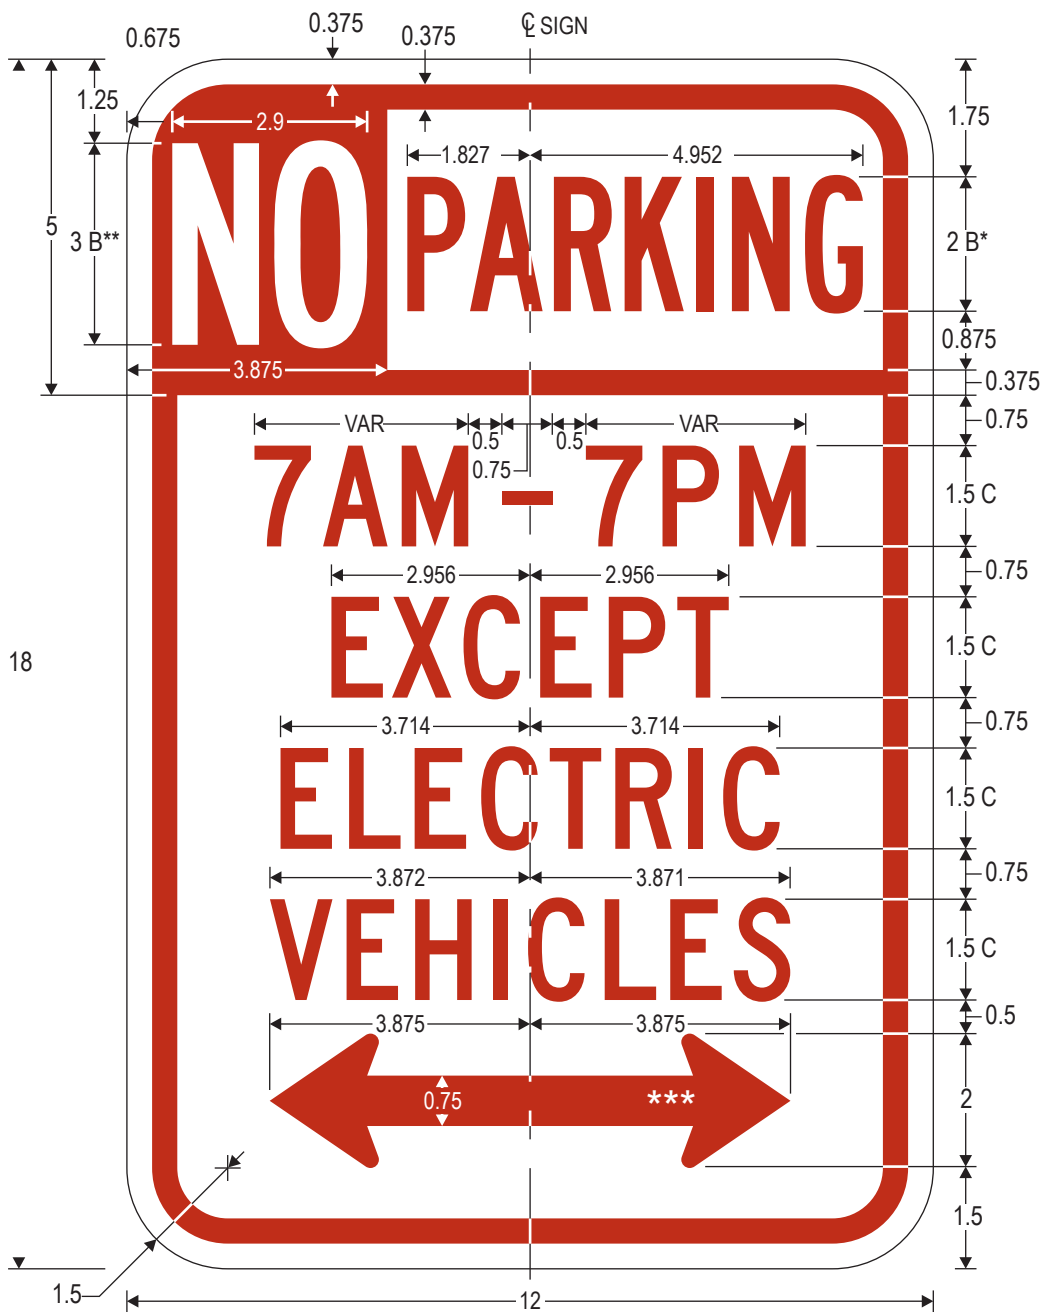 ℄ SIGN
0.675
0.375
0.375
1.25
2.9
1.75
1.827
4.952
5
3 B**
NO PARKING
2 B*
0.875
3.875
0.375
VAR
0.5
0.75
0.5
VAR
0.75
7AM – 7PM
1.5 C
2.956
2.956
0.75
EXCEPT
1.5 C
18
3.714
3.714
0.75
ELECTRIC
1.5 C
3.872
3.871
0.75
VEHICLES
1.5 C
3.875
3.875
0.5
0.75
***
2
1.5
1.5
12